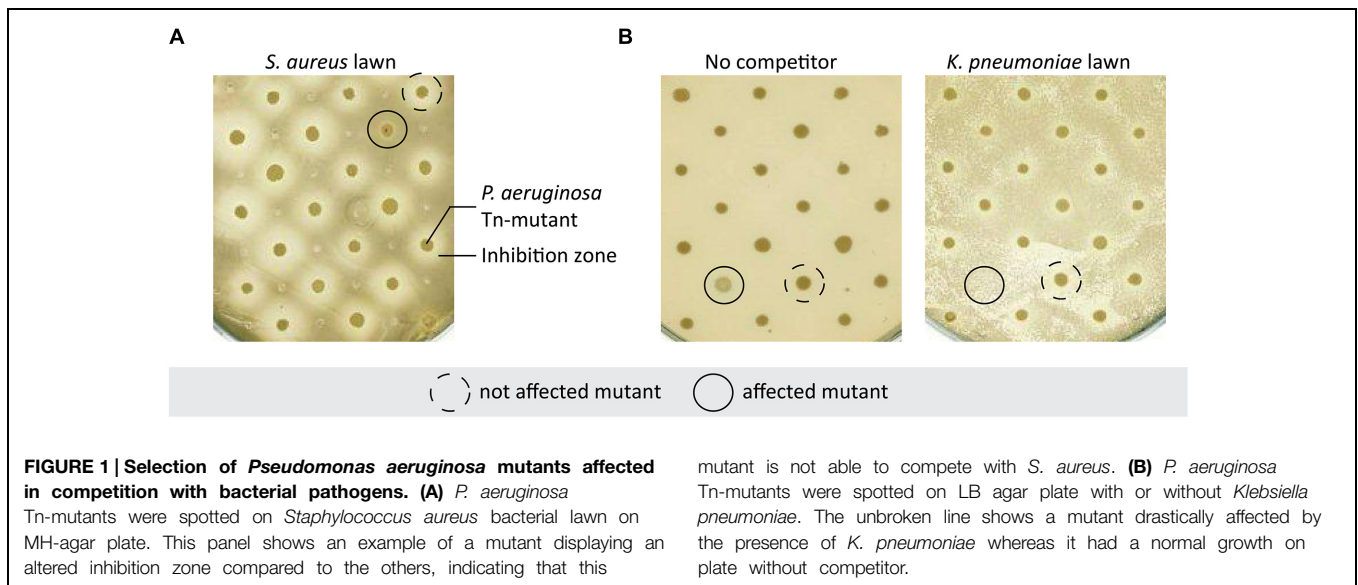 A
B
S. aureus lawn
No competitor
K. pneumoniae lawn
P. aeruginosa
Tn-mutant
Inhibition zone
not affected mutant
affected mutant
FIGURE 1 | Selection of Pseudomonas aeruginosa mutants affected
in competition with bacterial pathogens. (A) P. aeruginosa
Tn-mutants were spotted on Staphylococcus aureus bacterial lawn on
MH-agar plate. This panel shows an example of a mutant displaying an
altered inhibition zone compared to the others, indicating that this
mutant is not able to compete with S. aureus. (B) P. aeruginosa
Tn-mutants were spotted on LB agar plate with or without Klebsiella
pneumoniae. The unbroken line shows a mutant drastically affected by
the presence of K. pneumoniae whereas it had a normal growth on
plate without competitor.